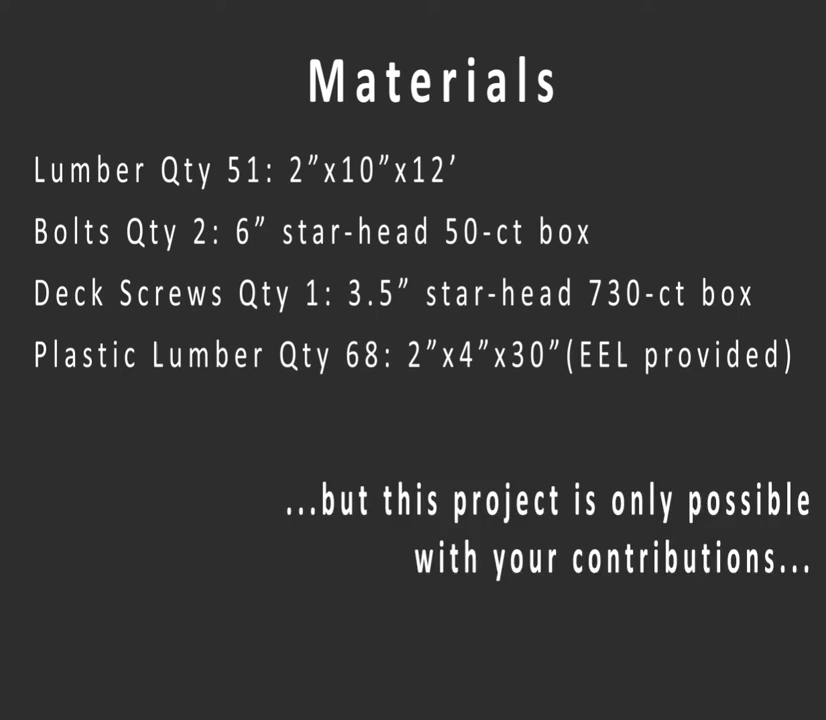 Materials
Lumber Qty 51: 2”x10”x12’
Bolts Qty 2: 6” star-head 50-ct box
Deck Screws Qty 1: 3.5” star-head 730-ct box
Plastic Lumber Qty 68: 2”x4”x30”(EEL provided)
...but this project is only possible
with your contributions...